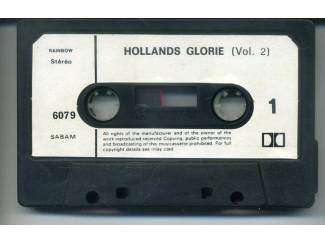 RAINBOW
HOLLANDS GLORIE (Vol. 2)
Stéréo
6079
1
SABAM
All rights of the manufacturer and of the owner of the
work reproduced reserved Copying, public performances
and broadcasting of this musicassette prohibited. For full
copyright details see inlay card